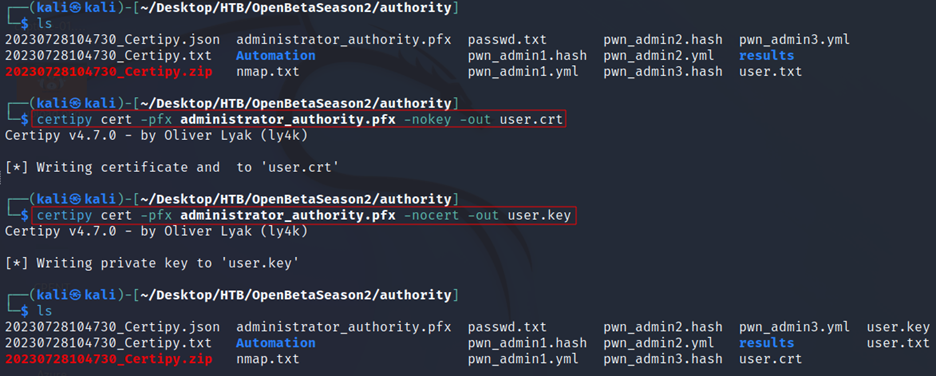 ┌──(kali㉿kali)-[~/Desktop/HTB/OpenBetaSeason2/authority]
└─$ ls
20230728104730_Certipy.json  administrator_authority.pfx  passwd.txt  pwn_admin2.hash  pwn_admin3.yml
20230728104730_Certipy.txt  Automation  pwn_admin1.hash  pwn_admin2.yml  results
20230728104730_Certipy.zip  nmap.txt  pwn_admin1.yml  pwn_admin3.hash  user.txt
┌──(kali㉿kali)-[~/Desktop/HTB/OpenBetaSeason2/authority]
└─$ certipy cert -pfx administrator_authority.pfx -nokey -out user.crt
Certipy v4.7.0 - by Oliver Lyak (ly4k)
[*] Writing certificate and  to 'user.crt'
┌──(kali㉿kali)-[~/Desktop/HTB/OpenBetaSeason2/authority]
└─$ certipy cert -pfx administrator_authority.pfx -nocert -out user.key
Certipy v4.7.0 - by Oliver Lyak (ly4k)
[*] Writing private key to 'user.key'
┌──(kali㉿kali)-[~/Desktop/HTB/OpenBetaSeason2/authority]
└─$ ls
20230728104730_Certipy.json  administrator_authority.pfx  passwd.txt  pwn_admin2.hash  pwn_admin3.yml  user.key
20230728104730_Certipy.txt  Automation  pwn_admin1.hash  pwn_admin2.yml  results  user.txt
20230728104730_Certipy.zip  nmap.txt  pwn_admin1.yml  pwn_admin3.hash  user.crt